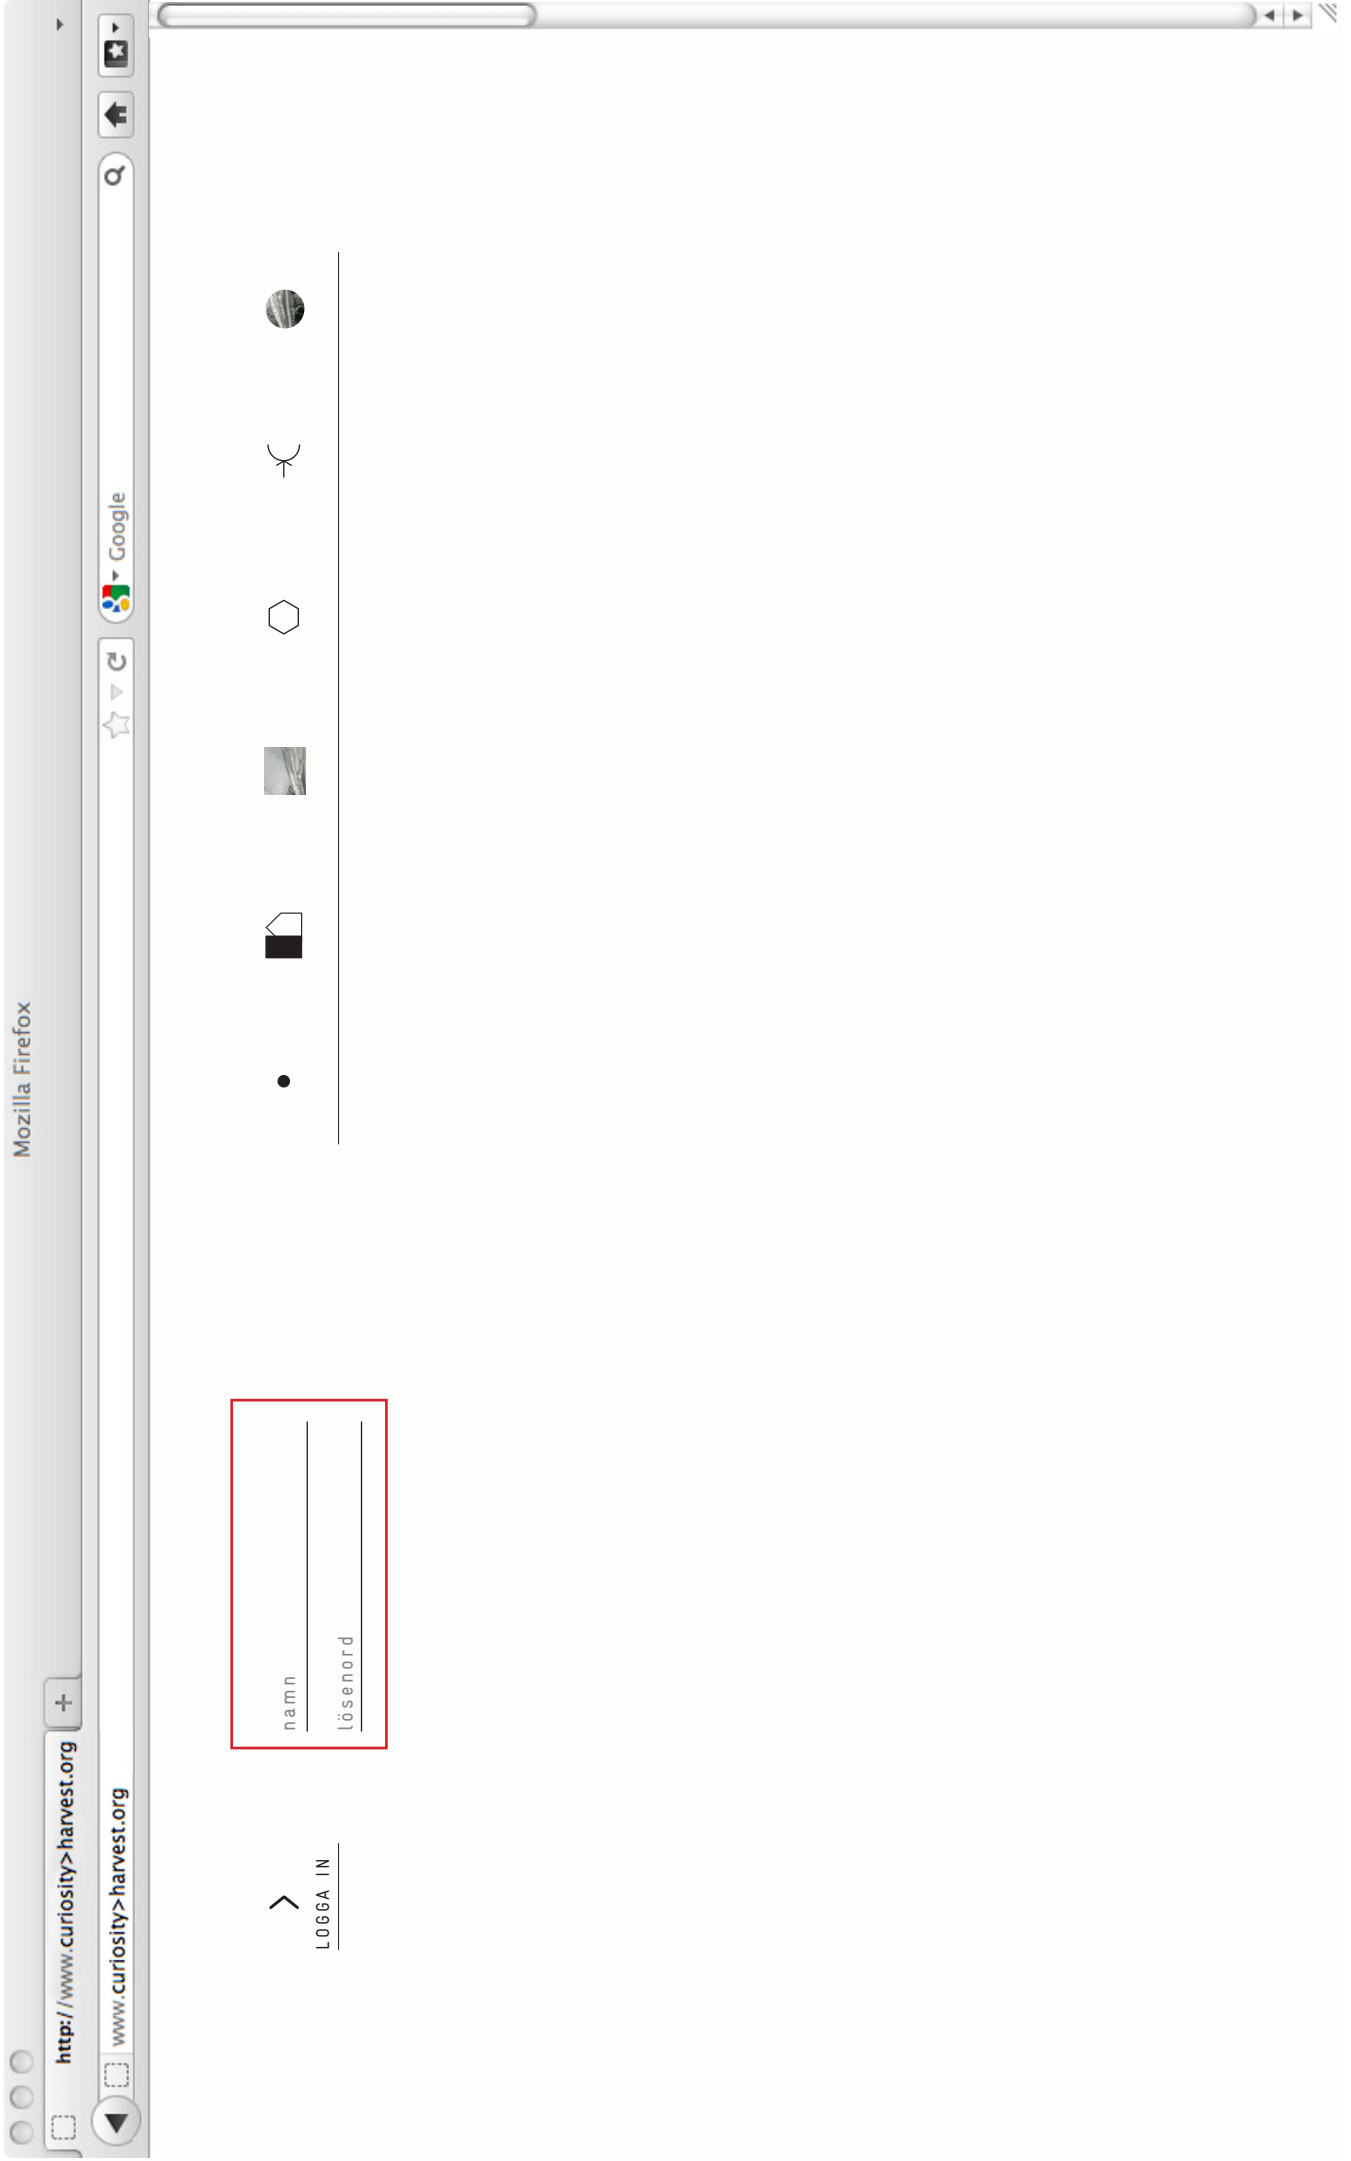 Mozilla Firefox
http://www.curiosity>harvest.org
www.curiosity>harvest.org
Google
LOGGA IN
namn
lösenord